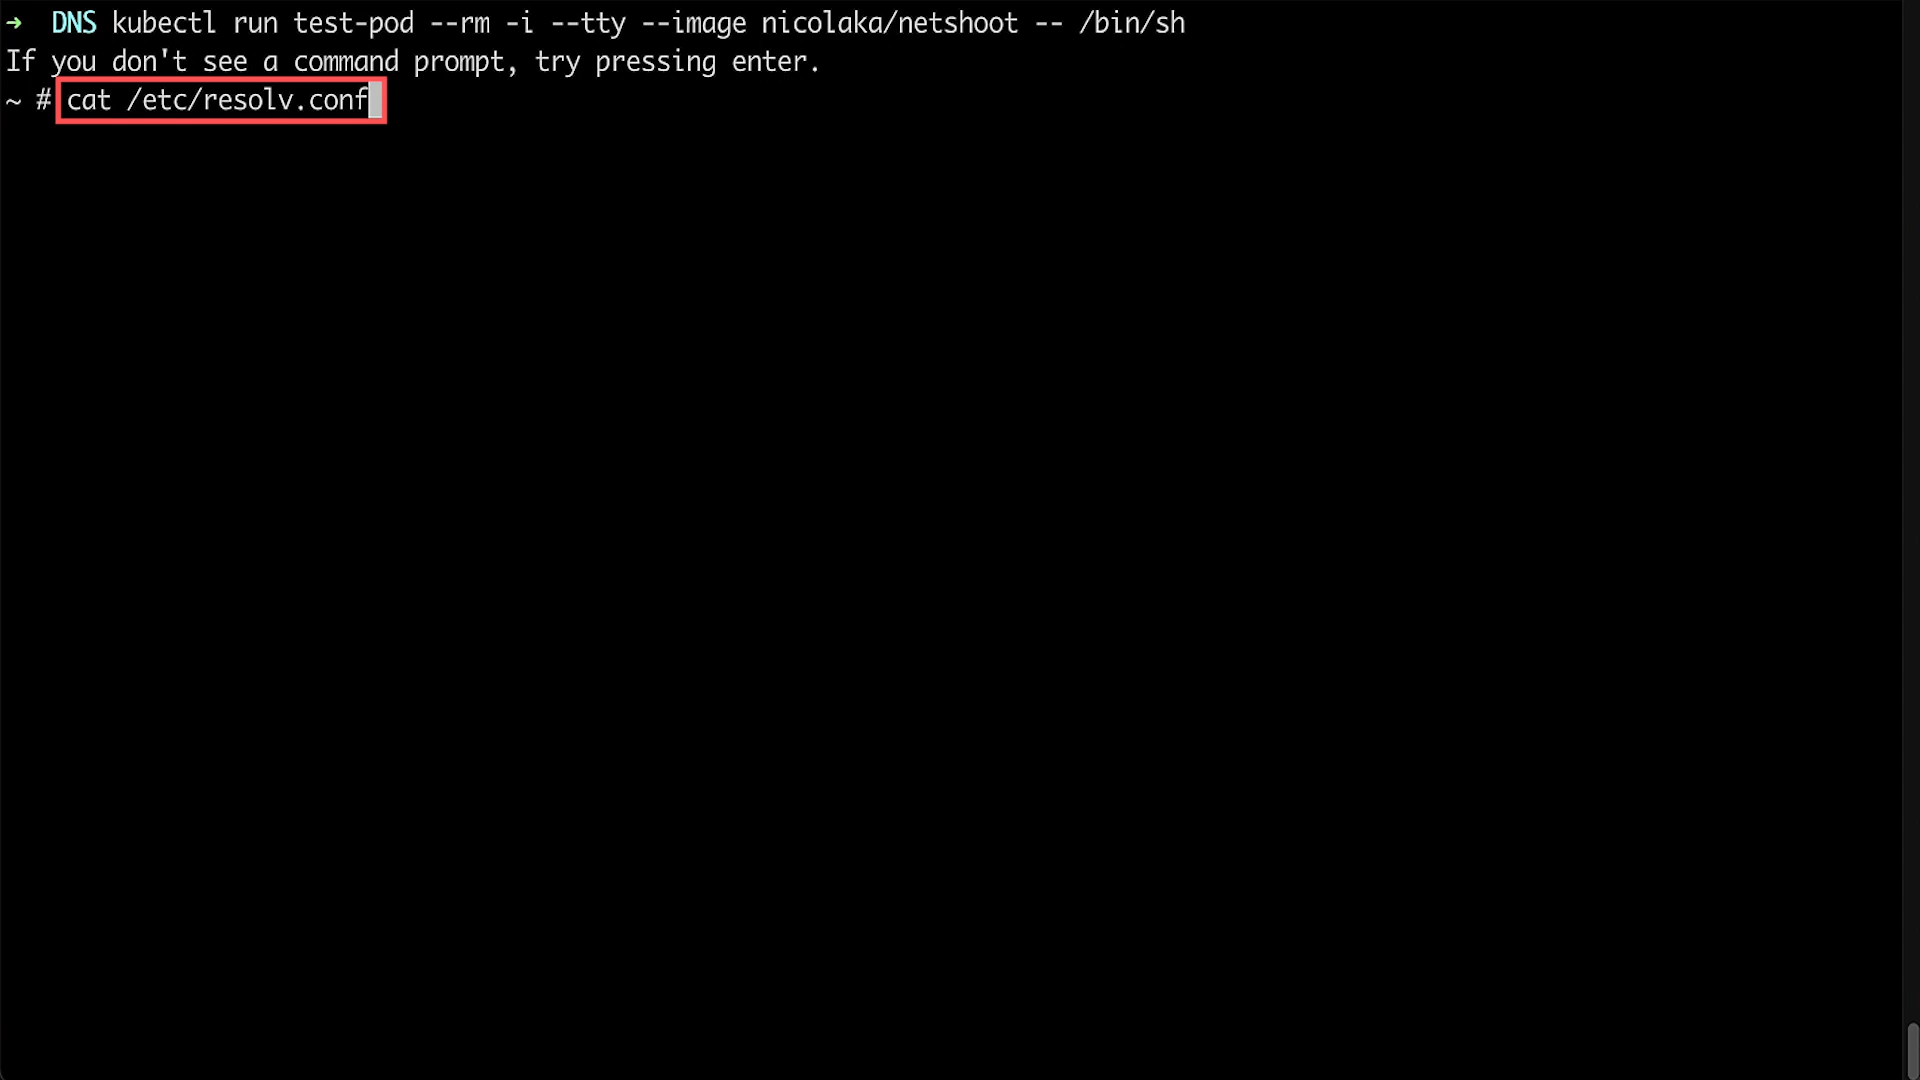 ➜ DNS kubectl run test-pod --rm -i --tty --image nicolaka/netshoot -- /bin/sh
If you don't see a command prompt, try pressing enter.
~ # cat /etc/resolv.conf